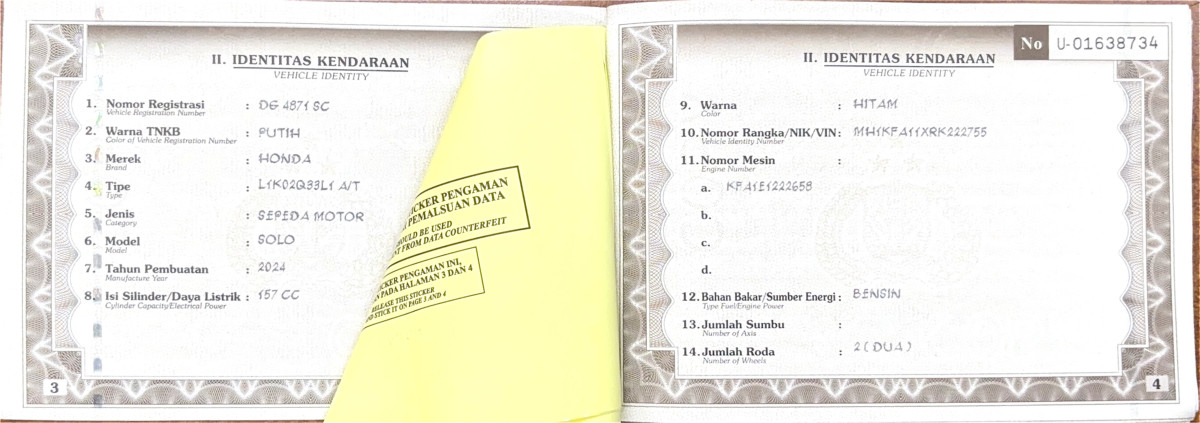 II. IDENTITAS KENDARAAN
VEHICLE IDENTITY
1. Nomor Registrasi : DG 4871 SC
Vehicle Registration Number
2. Warna TNKB : PUTIH
Color of Vehicle Registration Number
3. Merek : HONDA
Brand
4. Tipe : L1K02Q33L1 A/T
Type
5. Jenis : SEPEDA MOTOR
Category
6. Model : SOLO
Model
7. Tahun Pembuatan : 2024
Manufacture Year
8. Isi Silinder/Daya Listrik : 157 CC
Cylinder Capacity/Electrical Power
3
PENGAMAN
PEMALSUAN DATA
BE USED
FROM DATA COUNTERFEIT
PENGAMAN INI,
PADA HALAMAN 3 DAN 4
THIS STICKER
STICK IT ON PAGE 3 AND 4
No U-01638734
II. IDENTITAS KENDARAAN
VEHICLE IDENTITY
9. Warna : HITAM
Color
10. Nomor Rangka/NIK/VIN : MH1KFA11XRK222755
Vehicle Identity Number
11. Nomor Mesin :
Engine Number
a. KFA1E1222658
b.
c.
d.
12. Bahan Bakar/Sumber Energi : BENSIN
Type Fuel/Engine Power
13. Jumlah Sumbu :
Number of Axis
14. Jumlah Roda : 2 (DUA)
Number of Wheels
4